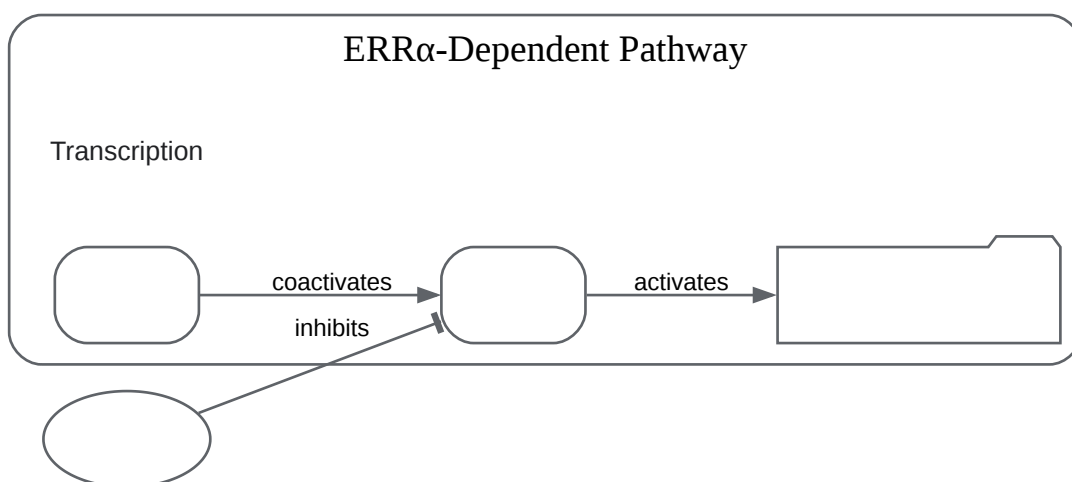 ERRα-Dependent Pathway
Transcription
coactivates
activates
inhibits